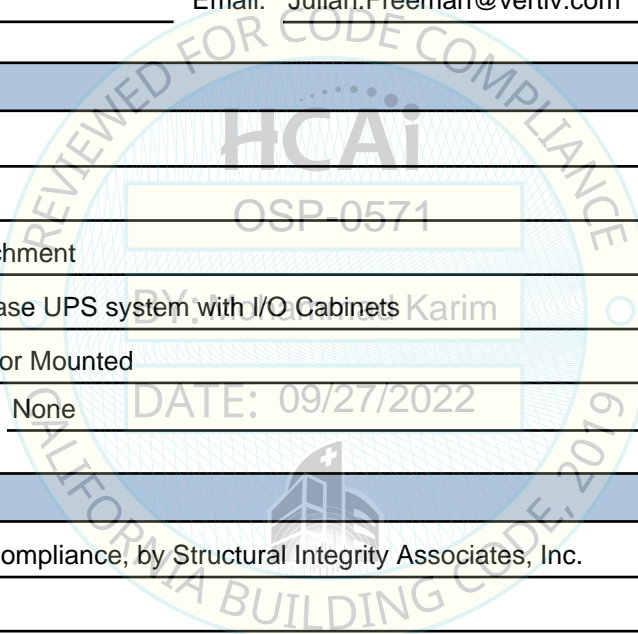 Email: Julian.Freeman@vertiv.com
REVIEWED FOR CODE COMPLIANCE
HCAi
OSP-0571
chment
ase UPS system with I/O Cabinets
BY: Mohammad Karim
or Mounted
None
DATE: 09/27/2022
ompliance, by Structural Integrity Associates, Inc.
CALIFORNIA BUILDING CODE, 2019